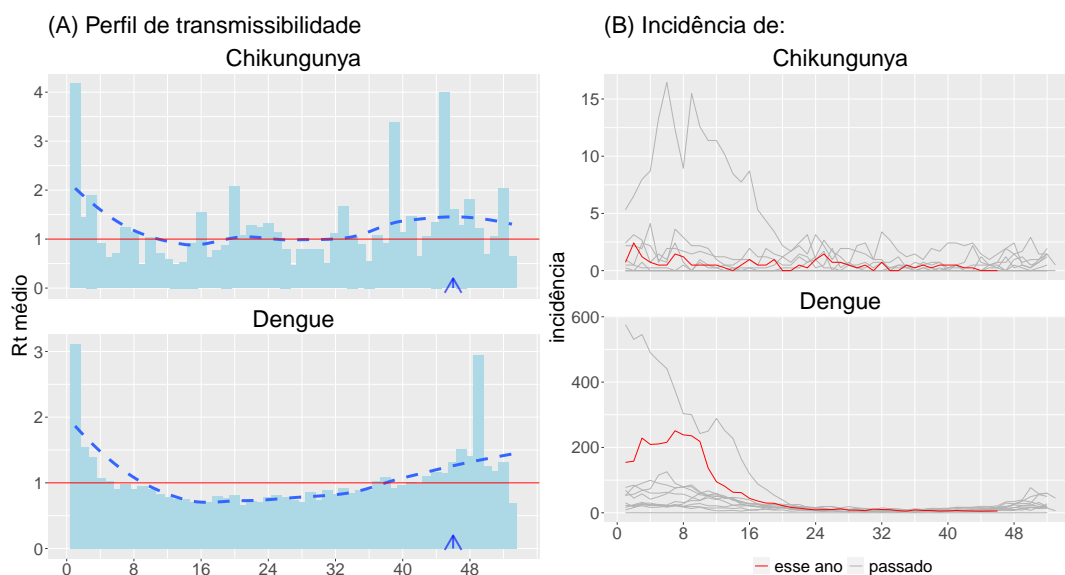 (A) Perfil de transmissibilidade
Chikungunya
4
3
2
1
0
Dengue
3
2
1
0
0 8 16 24 32 40 48
Rt médio
(B) Incidência de:
Chikungunya
15
10
5
0
Dengue
600
400
200
0
0 8 16 24 32 40 48
incidência
esse ano passado